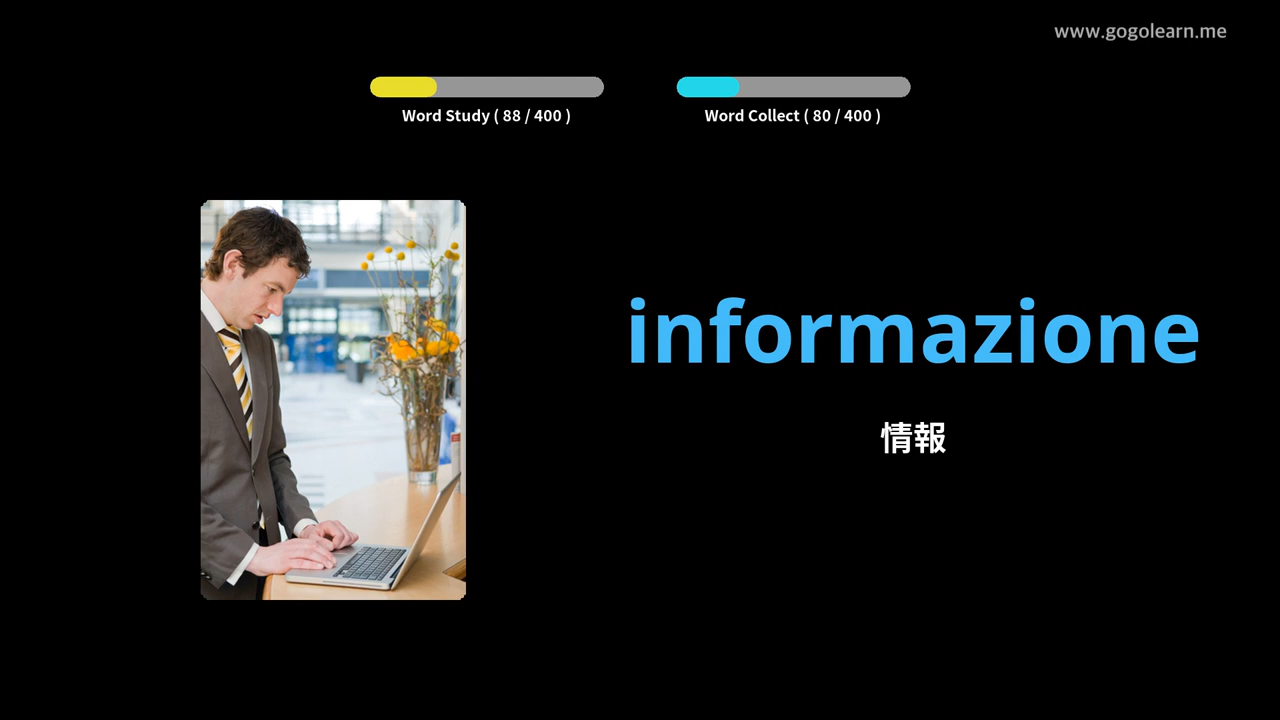 www.gogolearn.me
Word Study ( 88 / 400 )
Word Collect ( 80 / 400 )
informazione
情報